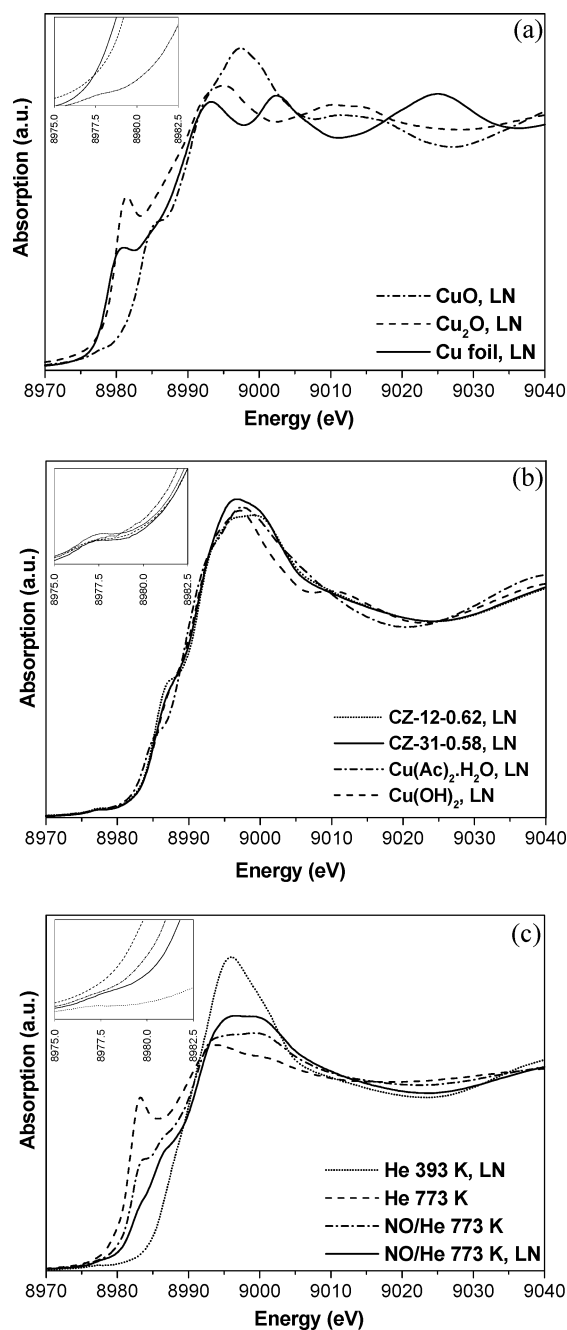 (a)
8975.0 8977.5 8980.0 8982.5
Absorption (a.u.)
CuO, LN
Cu₂O, LN
Cu foil, LN
8970 8980 8990 9000 9010 9020 9030 9040
Energy (eV)
(b)
8975.0 8977.5 8980.0 8982.5
Absorption (a.u.)
CZ-12-0.62, LN
CZ-31-0.58, LN
Cu(Ac)₂.H₂O, LN
Cu(OH)₂, LN
8970 8980 8990 9000 9010 9020 9030 9040
Energy (eV)
(c)
8975.0 8977.5 8980.0 8982.5
Absorption (a.u.)
He 393 K, LN
He 773 K
NO/He 773 K
NO/He 773 K, LN
8970 8980 8990 9000 9010 9020 9030 9040
Energy (eV)